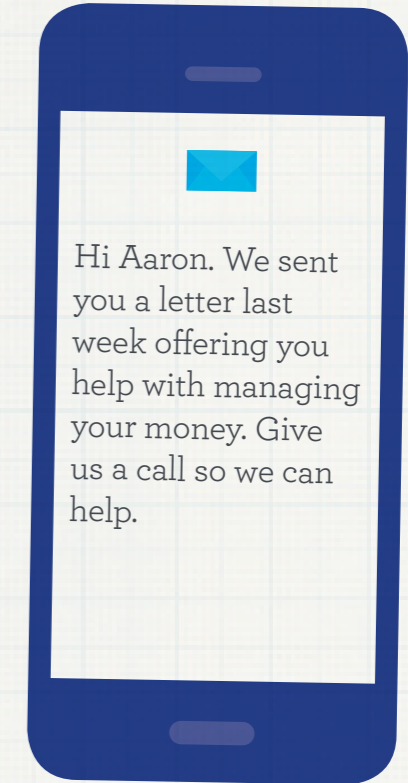 Hi Aaron. We sent
you a letter last
week offering you
help with managing
your money. Give
us a call so we can
help.